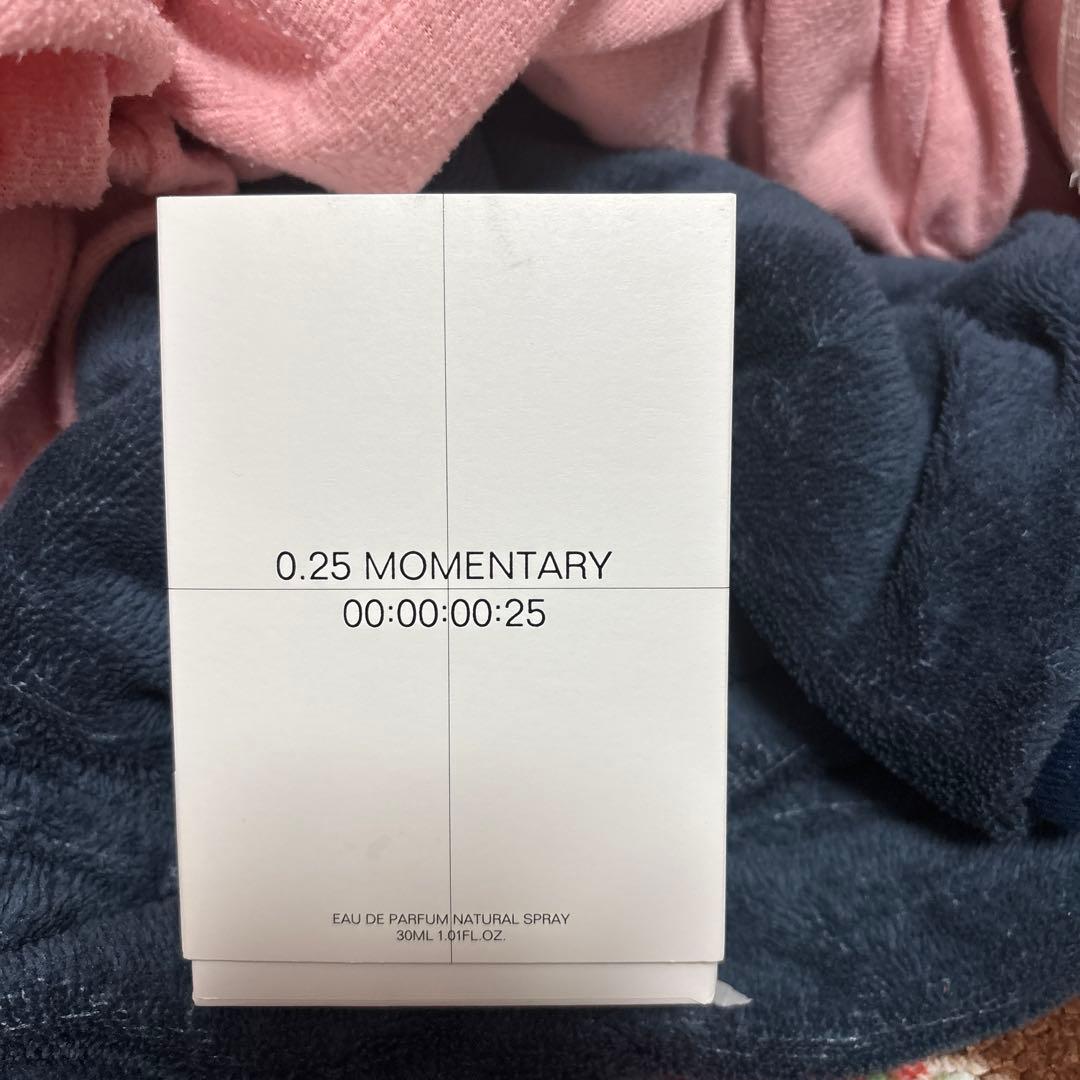 0.25 MOMENTARY
00:00:00:25
EAU DE PARFUM NATURAL SPRAY
30ML 1.01FL.OZ.